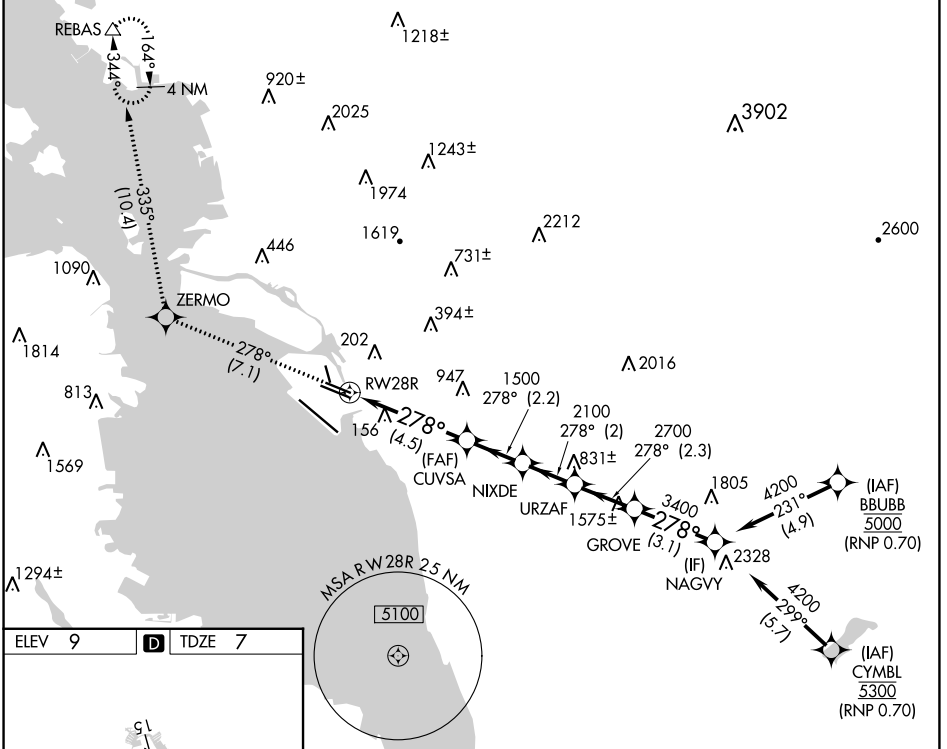 REBAS
344°
164°
4 NM
1218±
920±
2025
1243±
1974
3902
335°
(10.4)
1619
2212
2600
446
731±
1090
ZERMO
394±
1814
278°
(7.1)
202
RW28R
947
1500
278° (2.2)
2016
813
156
278°
(4.5)
2100
278° (2)
2700
278° (2.3)
1569
(FAF)
CUVSA
NIXDE
831±
URZAF
1575±
1805
4200
231°
(4.9)
(IAF)
BBUBB
5000
(RNP 0.70)
GROVE
3400
278°
(3.1)
(IF)
NAGVY
2328
1294±
MSA RW28R 25 NM
5100
4200
299°
(5.7)
(IAF)
CYMBL
5300
(RNP 0.70)
ELEV 9
D
TDZE 7
15